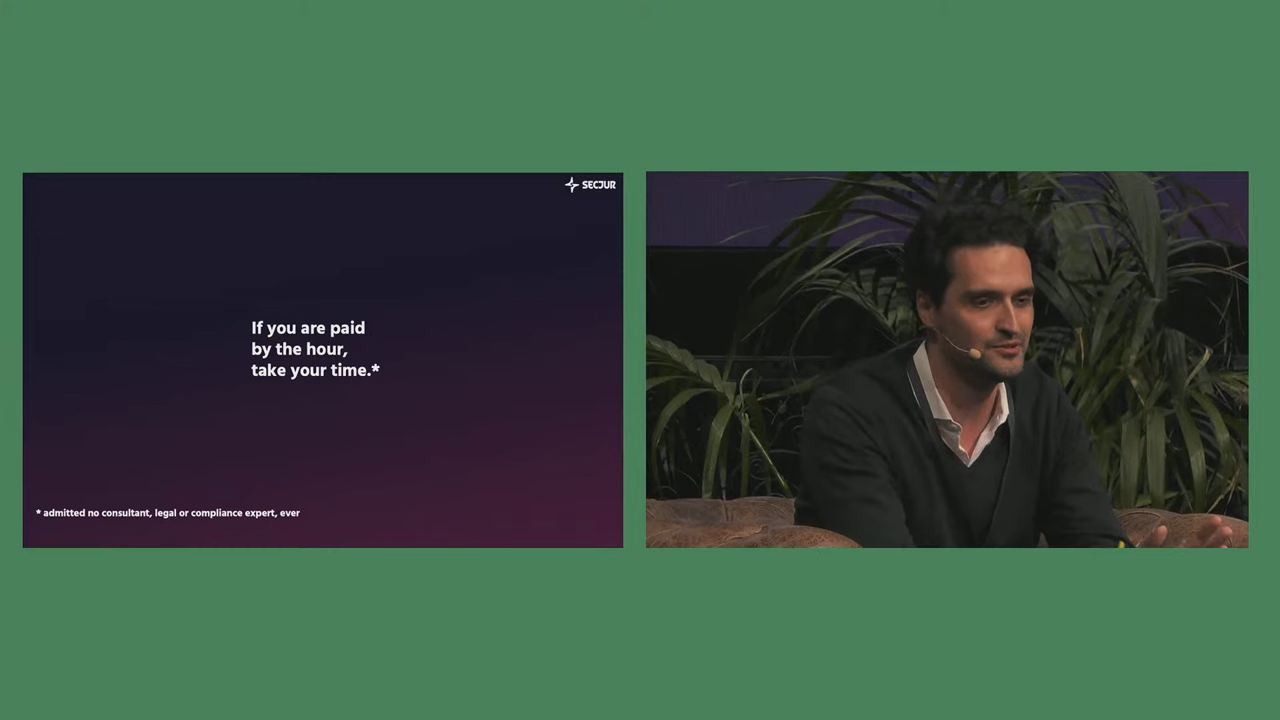 SECJUR
If you are paid
by the hour,
take your time.*
* admitted no consultant, legal or compliance expert, ever